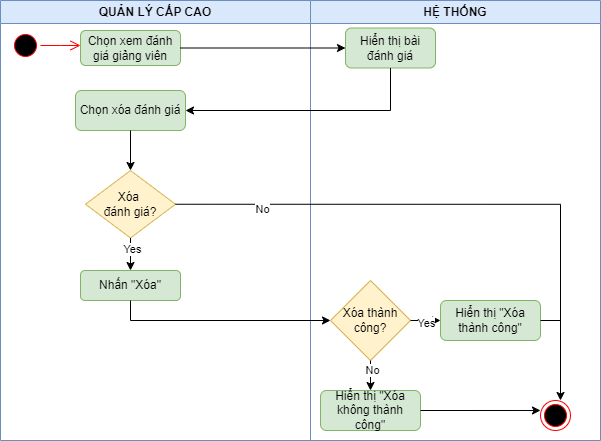 QUẢN LÝ CẤP CAO
HỆ THỐNG
Chọn xem đánh
giá giảng viên
Hiển thị bài
đánh giá
Chọn xóa đánh giá
Xóa
đánh giá?
No
Yes
Nhấn "Xóa"
Xóa thành
công?
Yes
Hiển thị "Xóa
thành công"
No
Hiển thị "Xóa
không thành
công"